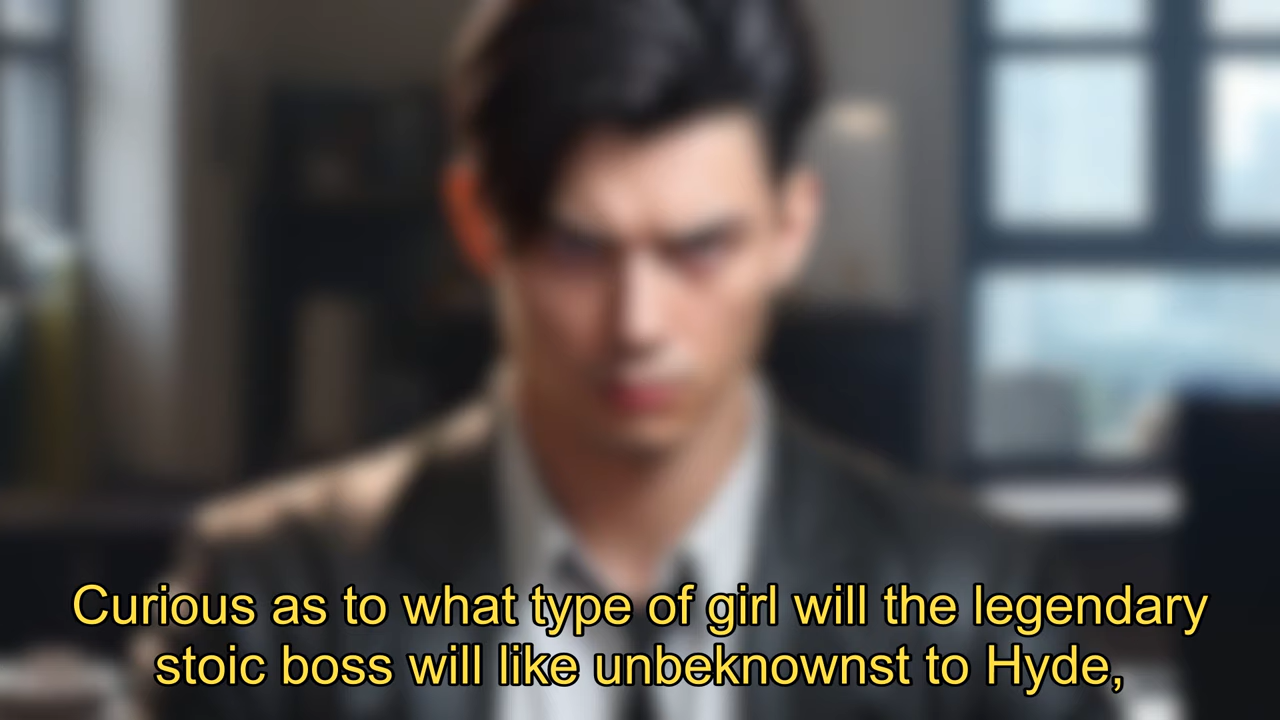 Curious as to what type of girl will the legendary
stoic boss will like unbeknownst to Hyde,